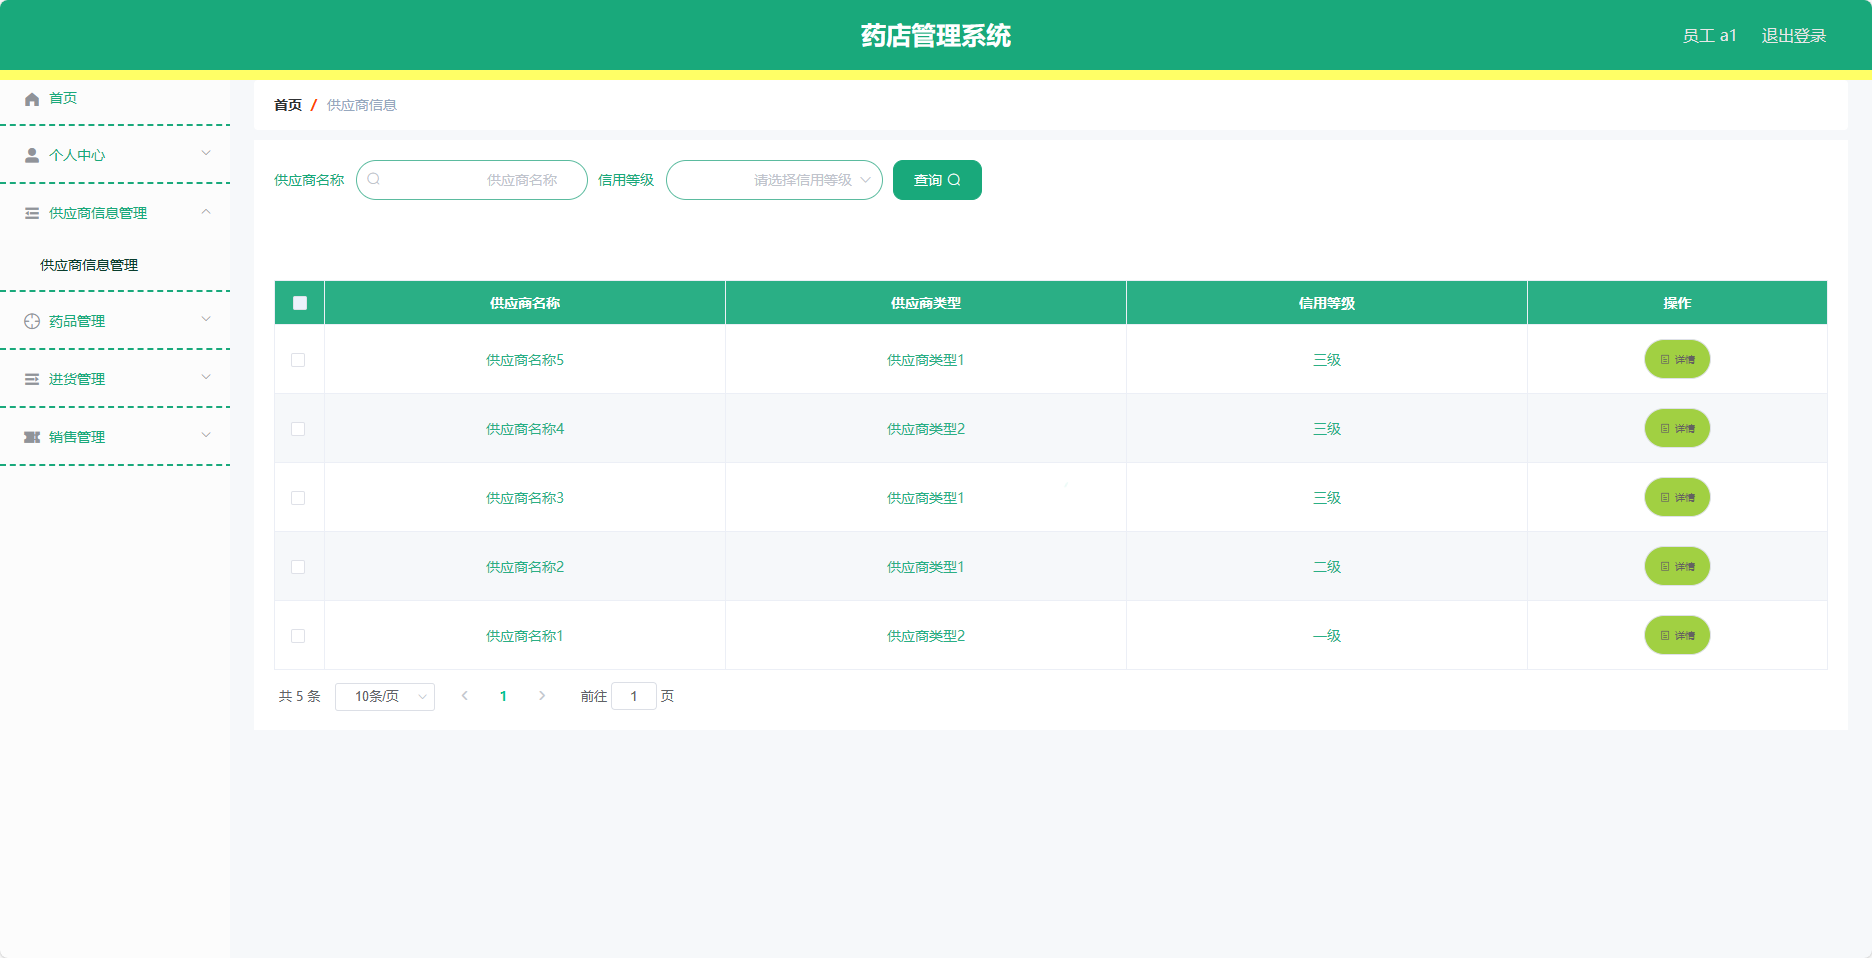 药店管理系统
员工 a1 退出登录
首页
个人中心
供应商信息管理
供应商信息管理
药品管理
进货管理
销售管理
首页 / 供应商信息
供应商名称 供应商名称 信用等级 请选择信用等级 查询
供应商名称 供应商类型 信用等级 操作
供应商名称5 供应商类型1 三级 详情
供应商名称4 供应商类型2 三级 详情
供应商名称3 供应商类型1 三级 详情
供应商名称2 供应商类型1 二级 详情
供应商名称1 供应商类型2 一级 详情
共 5 条 10条/页 1 前往 1 页